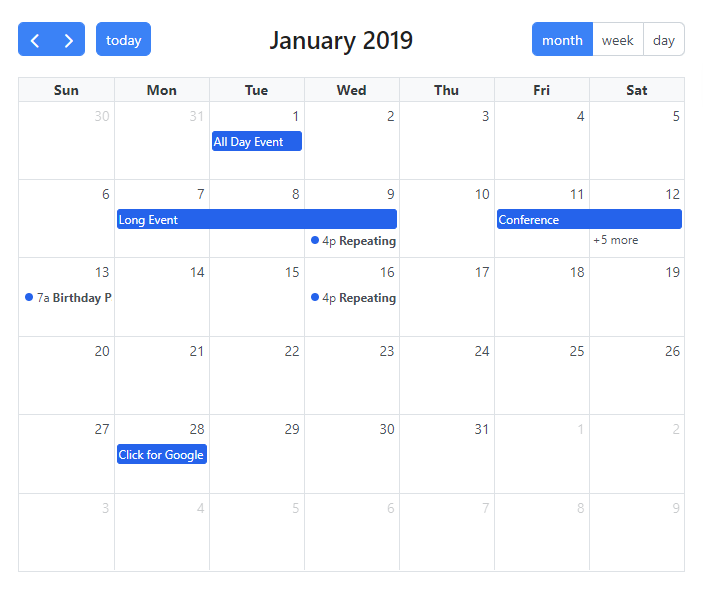 today
January 2019
month week day
Sun Mon Tue Wed Thu Fri Sat
30 31 1 2 3 4 5
All Day Event
6 7 8 9 10 11 12
Long Event Conference
4p Repeating +5 more
13 14 15 16 17 18 19
7a Birthday P 4p Repeating
20 21 22 23 24 25 26
27 28 29 30 31 1 2
Click for Google
3 4 5 6 7 8 9